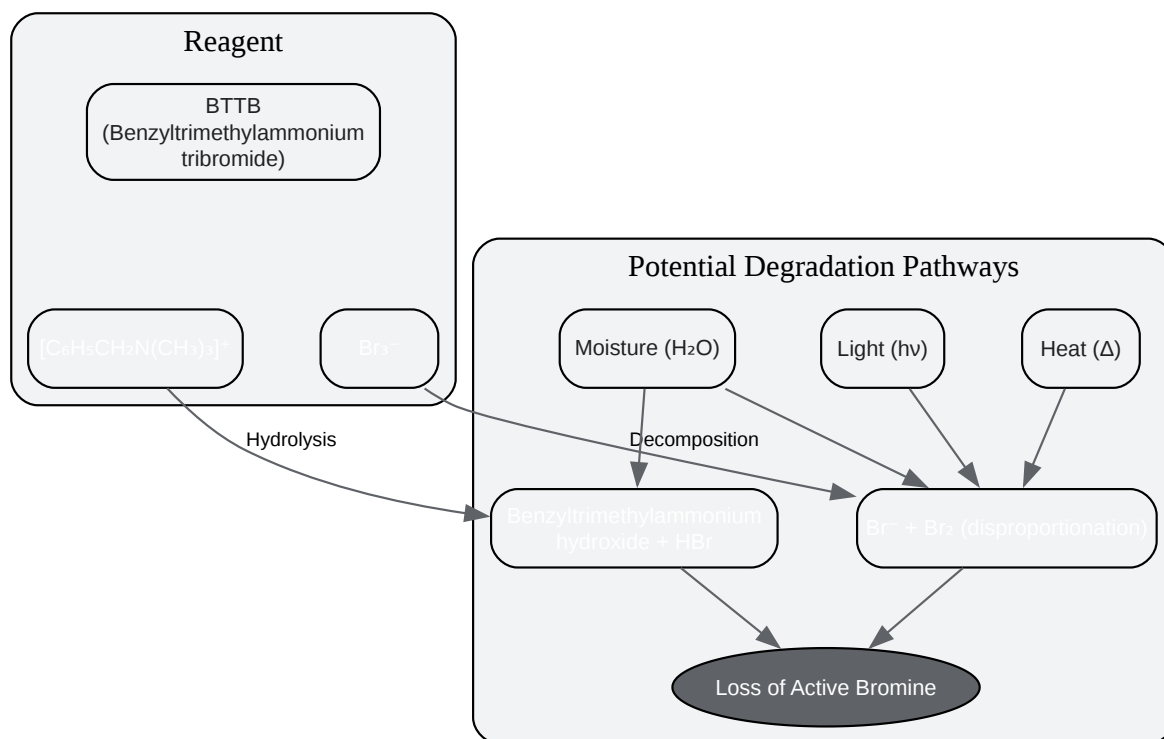 Reagent
BTTB
(Benzyltrimethylammonium
tribromide)
[C₆H₅CH₂N(CH₃)₃]⁺
Br₃⁻
Potential Degradation Pathways
Moisture (H₂O)
Light (hν)
Heat (Δ)
Hydrolysis
Decomposition
Benzyltrimethylammonium
hydroxide + HBr
Br⁻ + Br₂ (disproportionation)
Loss of Active Bromine